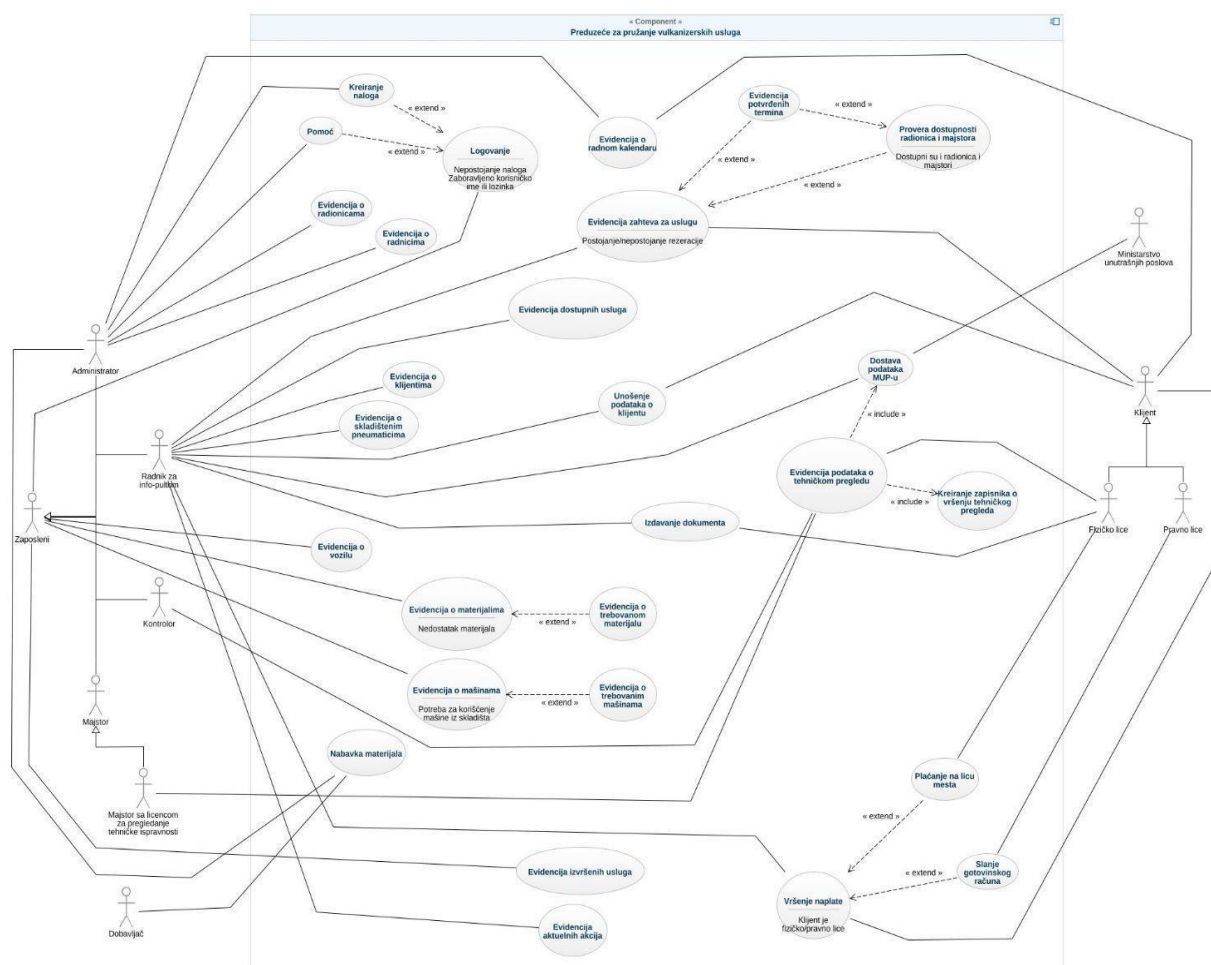 « Component »
Preduzeće za pružanje vulkanizerskih usluga
Kreiranje
naloga
« extend »
Pomoć
« extend »
Logovanje
Nepostojanje naloga
Zaboravljeno korisničko
ime ili lozinka
Evidencija o
radnom kalendaru
Evidencija
potvrđenih
termina
« extend »
« extend »
Provera dostupnosti
radionica i majstora
Dostupni su i radionica i
majstori
« extend »
Evidencija o
radionicama
Evidencija o
radnicima
Evidencija zahteva za uslugu
Postojanje/nepostojanje rezeracije
Ministarstvo
unutrašnjih poslova
Evidencija dostupnih usluga
Administrator
Evidencija o
klijentima
Unošenje
podataka o
klijentu
Dostava
podataka
MUP-u
Klijent
« include »
Evidencija o
skladištenim
pneumaticima
Radnik za
info-pultom
Evidencija podataka o
tehničkom pregledu
« include »
Kreiranje zapisnika o
vršenju tehničkog
pregleda
Izdavanje dokumenta
Fizičko lice
Pravno lice
Zaposleni
Evidencija o
vozilu
Kontrolor
Evidencija o materijalima
Nedostatak materijala
« extend »
Evidencija o
trebovanom
materijalu
Evidencija o mašinama
Potreba za korišćenje
mašine iz skladišta
« extend »
Evidencija o
trebovanim
mašinama
Majstor
Nabavka materijala
Majstor sa licencom
za pregledanje
tehničke ispravnosti
Plaćanje na licu
mesta
« extend »
Slanje
gotovinskog
računa
« extend »
Evidencija izvršenih usluga
Vršenje naplate
Klijent je
fizičko/pravno lice
Dobavljač
Evidencija
aktuelnih akcija